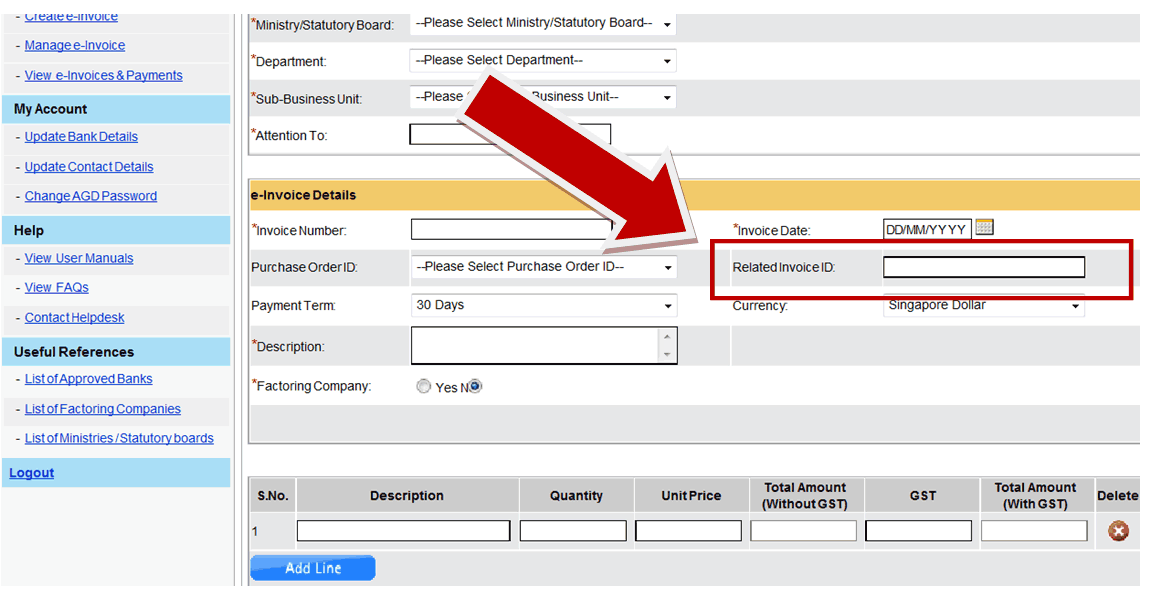 - Create e-Invoice
- Manage e-Invoice
- View e-Invoices & Payments
My Account
- Update Bank Details
- Update Contact Details
- Change AGD Password
Help
- View User Manuals
- View FAQs
- Contact Helpdesk
Useful References
- List of Approved Banks
- List of Factoring Companies
- List of Ministries / Statutory boards
Logout
*Ministry/Statutory Board: --Please Select Ministry/Statutory Board--
*Department: --Please Select Department--
*Sub-Business Unit: --Please Business Unit--
*Attention To:
e-Invoice Details
*Invoice Number: *Invoice Date: DD/MM/YYYY
Purchase Order ID: --Please Select Purchase Order ID-- Related Invoice ID:
Payment Term: 30 Days Currency: Singapore Dollar
*Description:
*Factoring Company: Yes No
S.No. Description Quantity Unit Price Total Amount (Without GST) GST Total Amount (With GST) Delete
1
Add Line